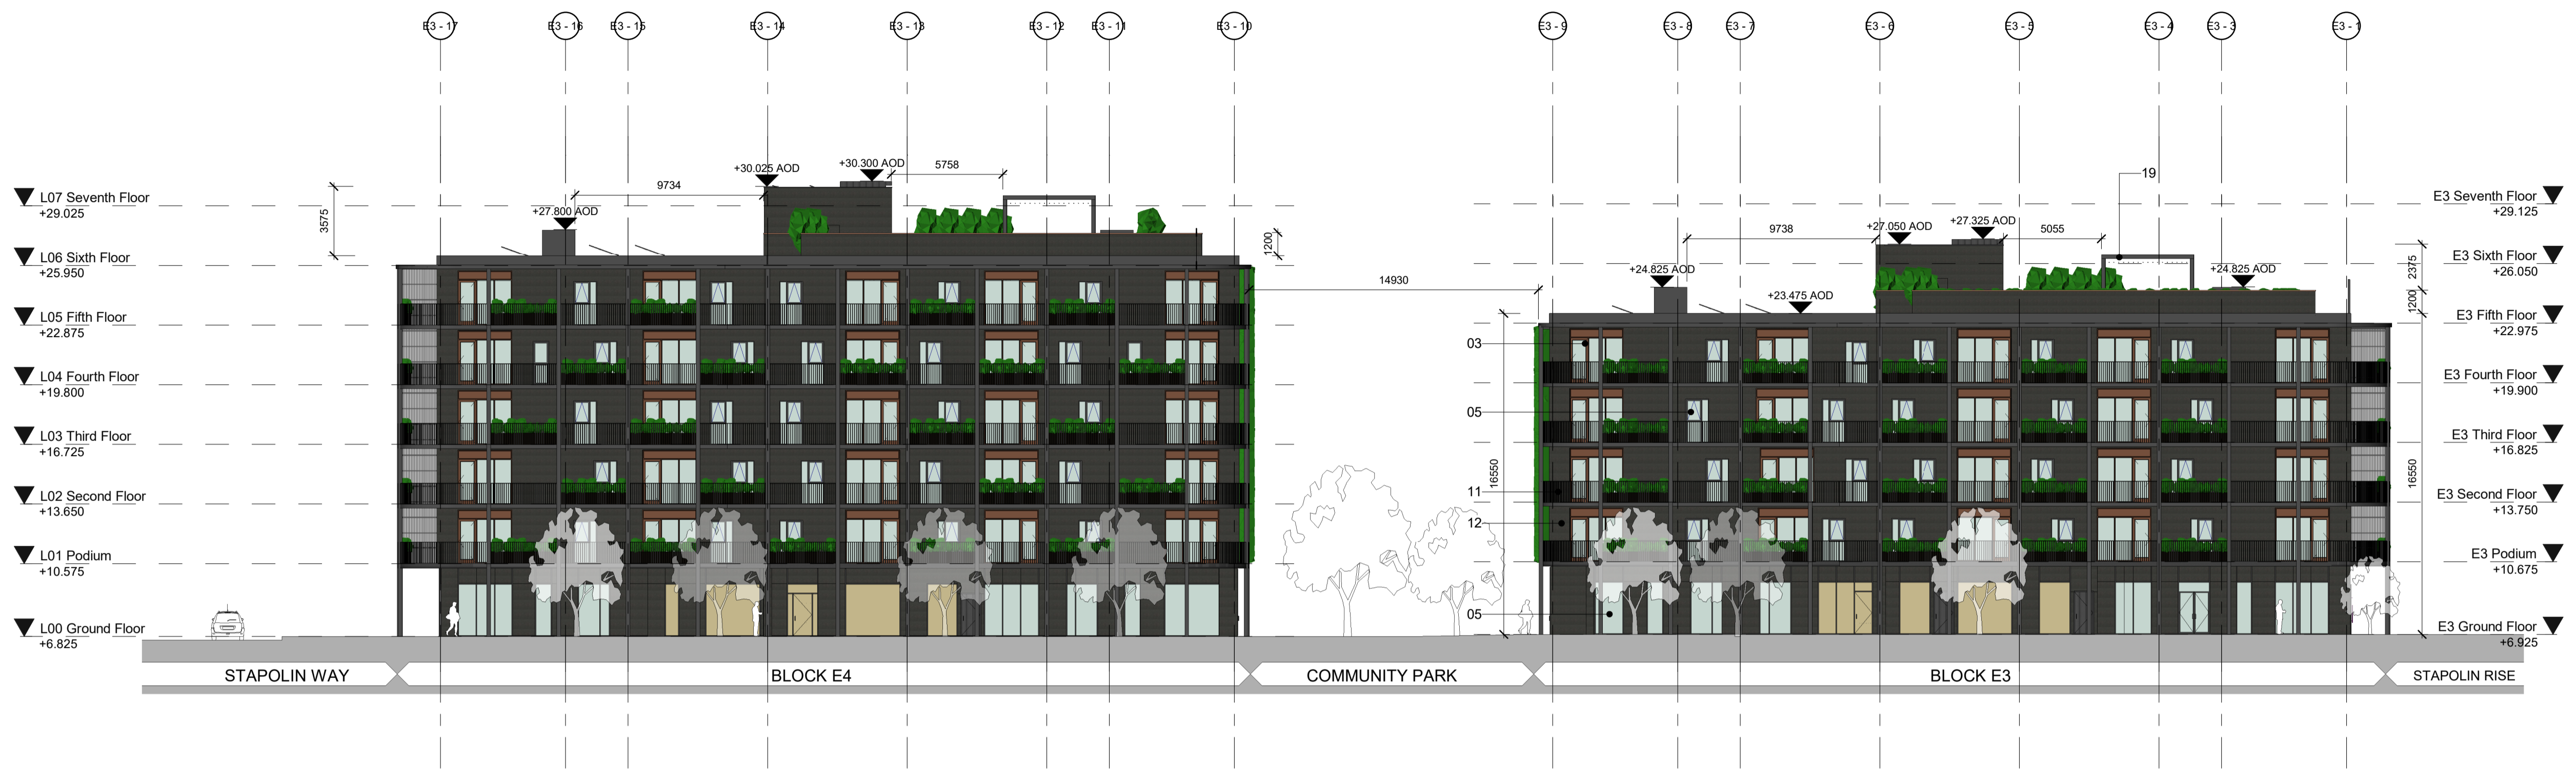 E3 - 17
E3 - 16
E3 - 15
E3 - 14
E3 - 13
E3 - 12
E3 - 11
E3 - 10
E3 - 9
E3 - 8
E3 - 7
E3 - 6
E3 - 5
E3 - 4
E3 - 3
E3 - 1
L07 Seventh Floor
+29.025
L06 Sixth Floor
+25.950
L05 Fifth Floor
+22.875
L04 Fourth Floor
+19.800
L03 Third Floor
+16.725
L02 Second Floor
+13.650
L01 Podium
+10.575
L00 Ground Floor
+6.825
3575
9734
+27.800 AOD
+30.025 AOD
+30.300 AOD
5758
1200
14930
16550
03
05
11
12
05
9738
+24.825 AOD
+23.475 AOD
+27.050 AOD
+27.325 AOD
5055
19
+24.825 AOD
2375
1200
16550
E3 Seventh Floor
+29.125
E3 Sixth Floor
+26.050
E3 Fifth Floor
+22.975
E3 Fourth Floor
+19.900
E3 Third Floor
+16.825
E3 Second Floor
+13.750
E3 Podium
+10.675
E3 Ground Floor
+6.925
STAPOLIN WAY
BLOCK E4
COMMUNITY PARK
BLOCK E3
STAPOLIN RISE